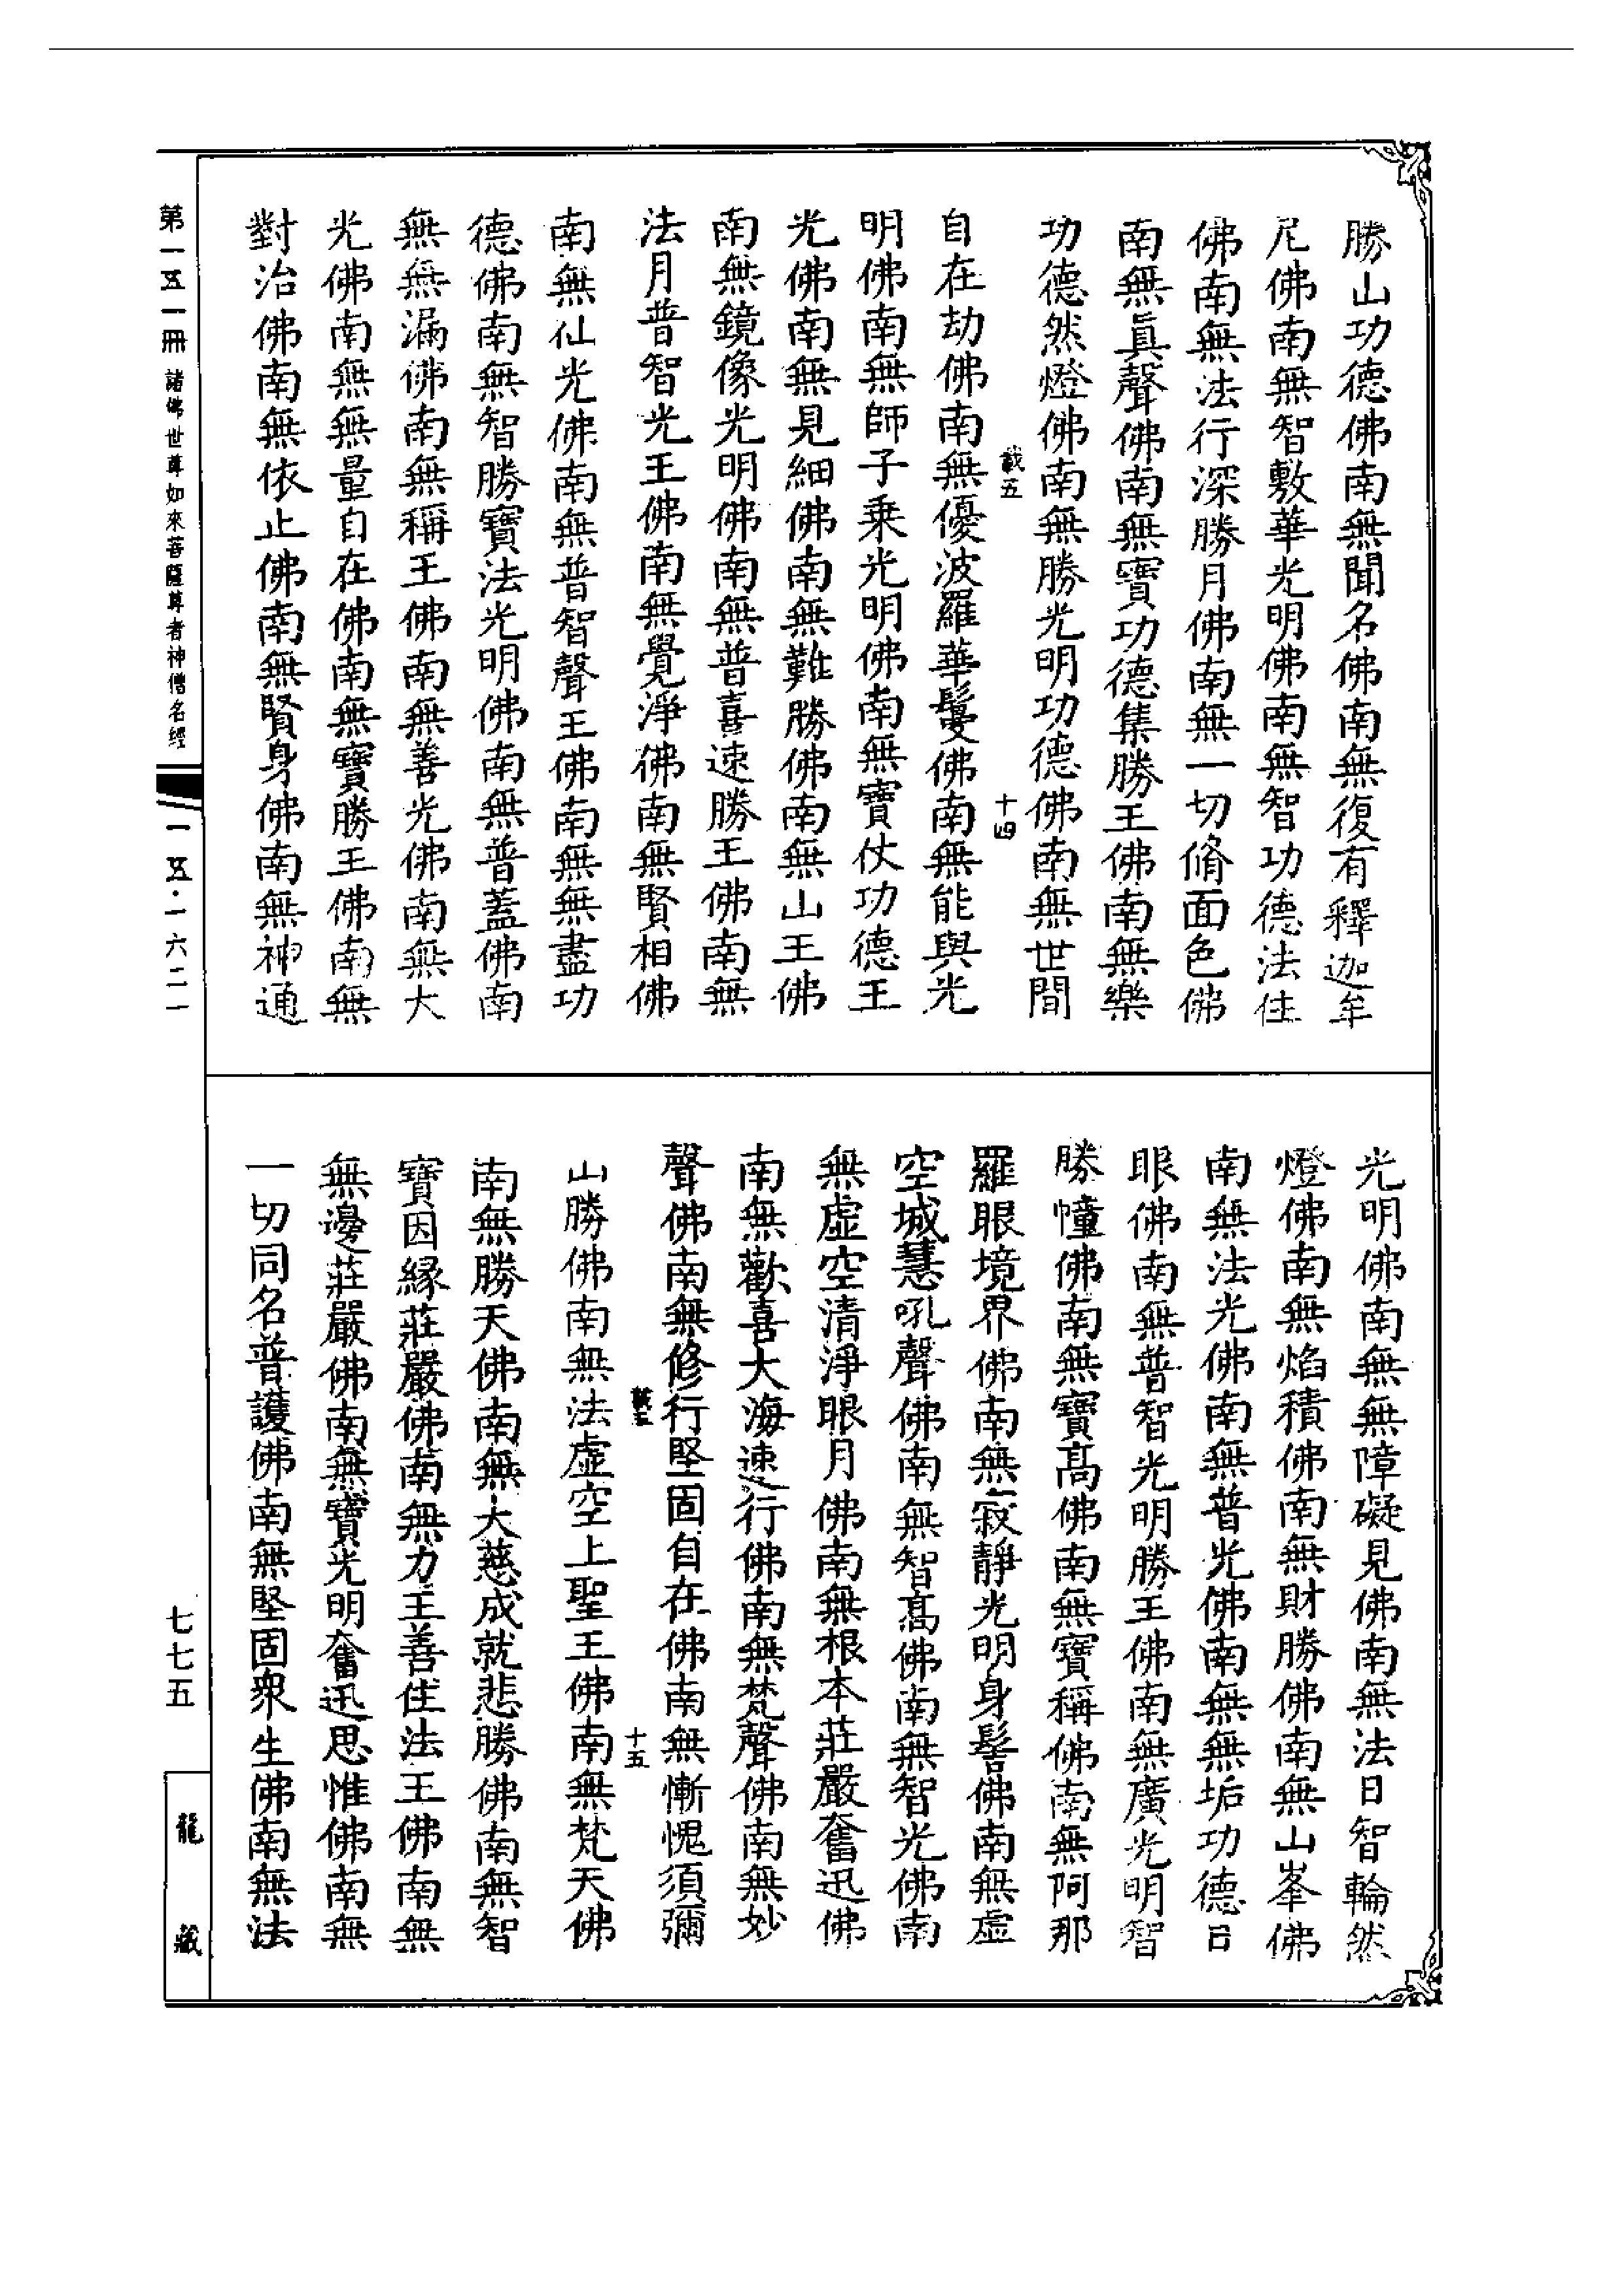 勝山功德佛南無聞名佛南無復有釋迦牟
尼佛南無智敷華光明佛南無智功德法住
佛南無法行深勝月佛南無一切脩面色佛
南無眞聲佛南無寶功德集勝王佛南無樂
功德然燈佛南無勝光明功德佛南無世間
載五
十四
自在劫佛南無優波羅華鬘佛南無能與光
明佛南無師子乘光明佛南無寶仗功德王
光佛南無見細佛南無難勝佛南無山王佛
南無鏡像光明佛南無普喜速勝王佛南無
法月普智光王佛南無覺淨佛南無賢相佛
南無仙光佛南無普智聲王佛南無無盡功
德佛南無智勝寶法光明佛南無普蓋佛南
無無漏佛南無稱王佛南無善光佛南無大
光佛南無無量自在佛南無寶勝王佛南無
對治佛南無依止佛南無賢身佛南無神通
光明佛南無無障礙見佛南無法日智輪然
燈佛南無焰積佛南無財勝佛南無山峯佛
南無法光佛南無普光佛南無無垢功德日
眼佛南無普智光明勝王佛南無廣光明智
勝幢佛南無寶高佛南無寶稱佛南無阿那
羅眼境界佛南無寂靜光明身髻佛南無虛
空城慧吼聲佛南無智髙佛南無智光佛南
無虛空清淨眼月佛南無根本莊嚴奮迅佛
南無歡喜大海速行佛南無梵聲佛南無妙
聲佛南無修行堅固自在佛南無慚愧須彌
載五
十五
山勝佛南無法虛空上聖王佛南無梵天佛
南無勝天佛南無大慈成就悲勝佛南無智
寶因緣莊嚴佛南無力王善住法王佛南無
無邊莊嚴佛南無寶光明奮迅思惟佛南無
一切同名普護佛南無堅固衆生佛南無法
第一五一冊 諸佛世尊如來菩薩尊者神僧名經
一五·一六二一
七七五
龍藏